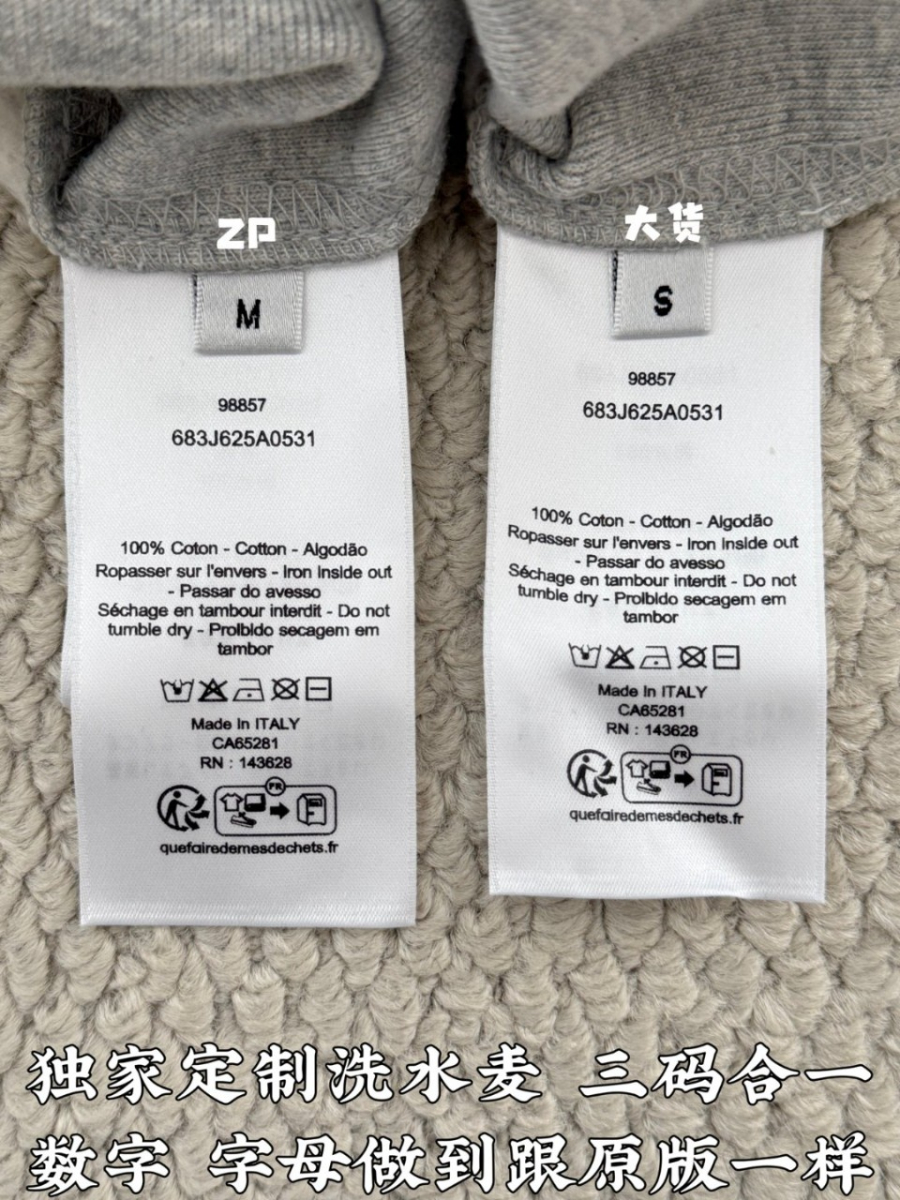 ZP
大货
M
98857
683J625A0531
100% Coton - Cotton - Algodão
Ropasser sur l'envers - Iron Inside out
- Passar do avesso
Séchage en tambour interdit - Do not
tumble dry - Prolbldo secagem em
tambor
Made In ITALY
CA65281
RN : 143628
FR
quefairedemesdechets.fr
S
98857
683J625A0531
100% Coton - Cotton - Algodão
Ropasser sur l'envers - Iron Inside out
- Passar do avesso
Séchage en tambour interdit - Do not
tumble dry - Prolbldo secagem em
tambor
Made In ITALY
CA65281
RN : 143628
FR
quefairedemesdechets.fr
独家定制洗水麦 三码合一
数字 字母做到跟原版一样